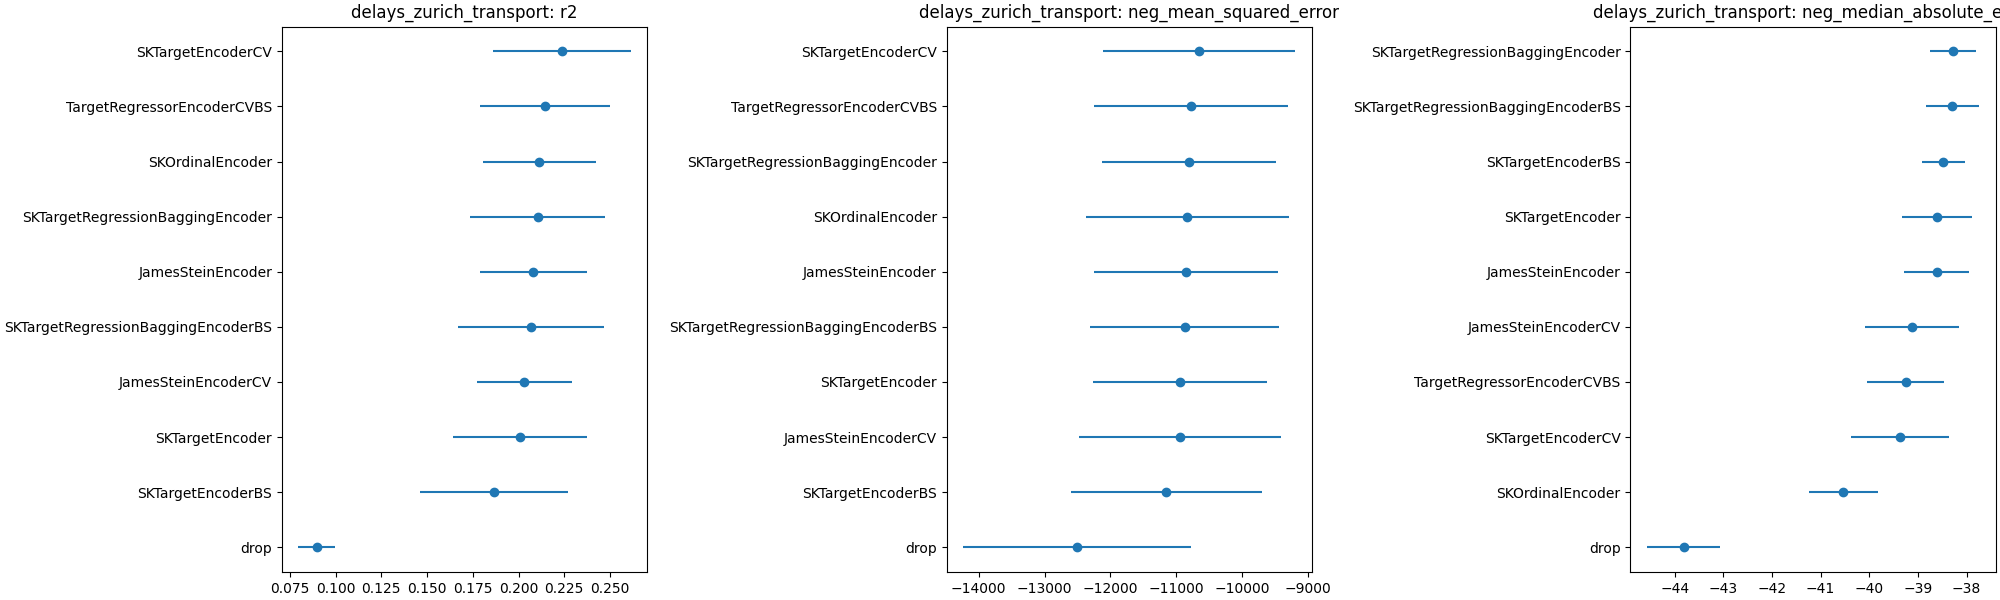 delays_zurich_transport: r2
SKTargetEncoderCV
TargetRegressorEncoderCVBS
SKOrdinalEncoder
SKTargetRegressionBaggingEncoder
JamesSteinEncoder
SKTargetRegressionBaggingEncoderBS
JamesSteinEncoderCV
SKTargetEncoder
SKTargetEncoderBS
drop
0.075 0.100 0.125 0.150 0.175 0.200 0.225 0.250
delays_zurich_transport: neg_mean_squared_error
SKTargetEncoderCV
TargetRegressorEncoderCVBS
SKTargetRegressionBaggingEncoder
SKOrdinalEncoder
JamesSteinEncoder
SKTargetRegressionBaggingEncoderBS
SKTargetEncoder
JamesSteinEncoderCV
SKTargetEncoderBS
drop
−14000 −13000 −12000 −11000 −10000 −9000
delays_zurich_transport: neg_median_absolute_e
SKTargetRegressionBaggingEncoder
SKTargetRegressionBaggingEncoderBS
SKTargetEncoderBS
SKTargetEncoder
JamesSteinEncoder
JamesSteinEncoderCV
TargetRegressorEncoderCVBS
SKTargetEncoderCV
SKOrdinalEncoder
drop
−44 −43 −42 −41 −40 −39 −38